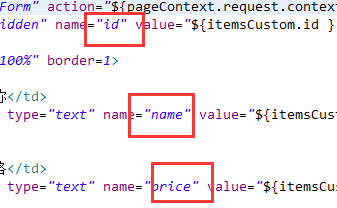 Form" action="${pageContext.request.context
idden" name="id" value="${itemsCustom.id }
100%" border=1>
</td>
type="text" name="name" value="${itemsCus
</td>
type="text" name="price" value="${itemsCu